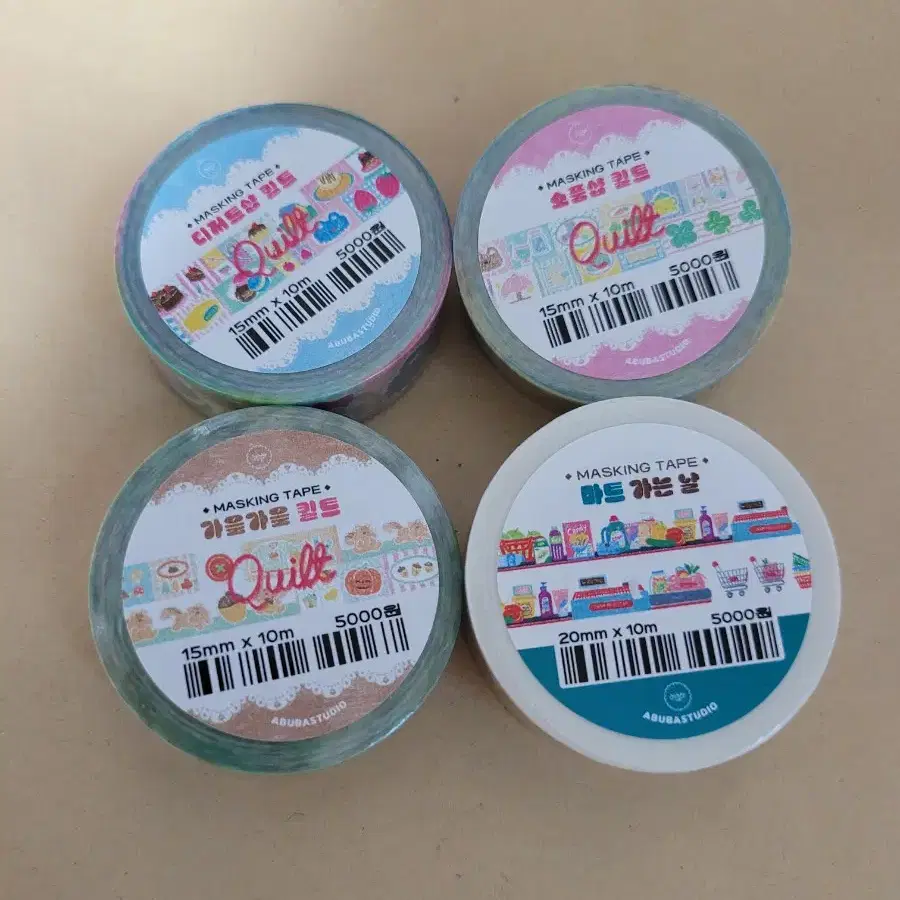 MASKING TAPE
디저트샵 퀼트
Quilt
15mm x 10m
5000원
ABUBASTUDIO
MASKING TAPE
소품샵 퀼트
Quilt
15mm x 10m
5000원
ABUBASTUDIO
MASKING TAPE
가을가을 퀼트
Quilt
15mm x 10m
5000원
ABUBASTUDIO
MASKING TAPE
마트 가는 날
20mm x 10m
5000원
ABUBASTUDIO